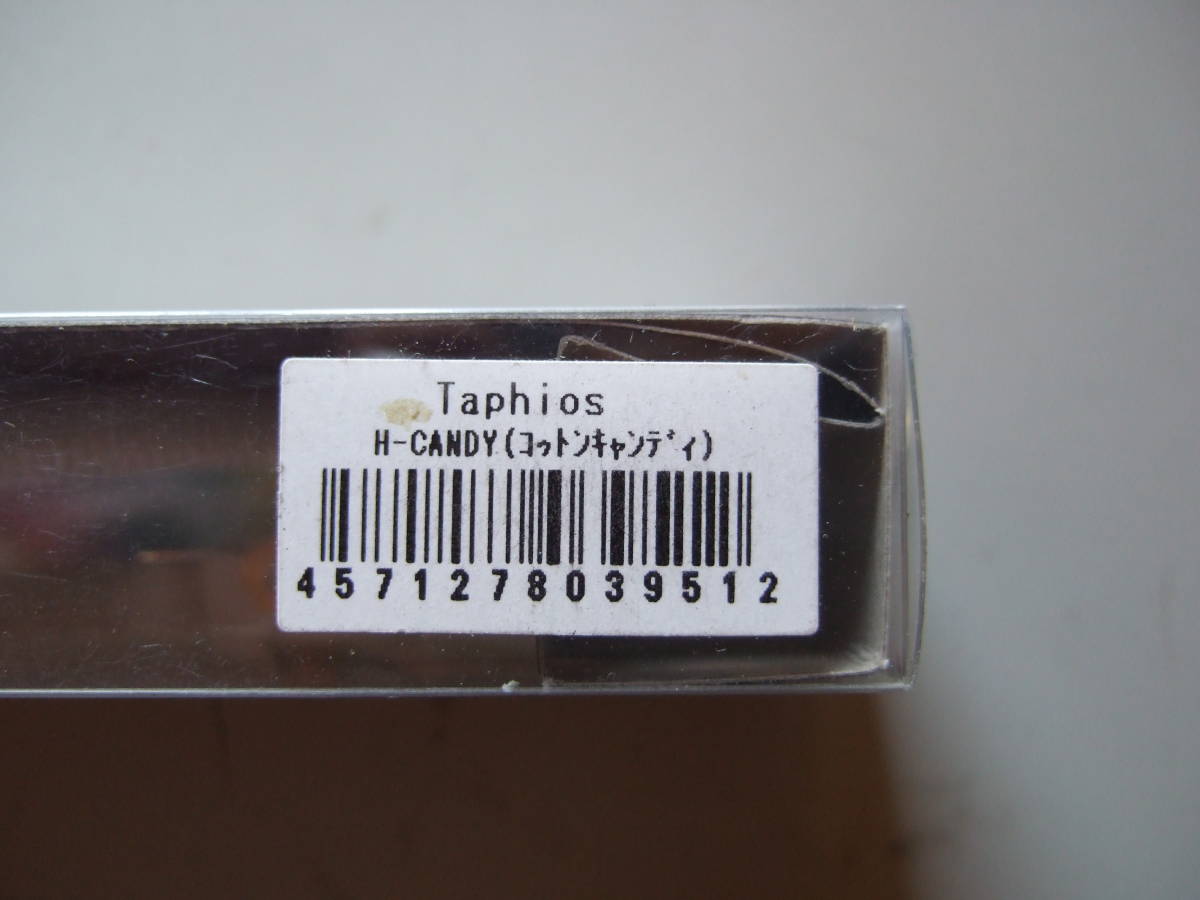 Taphios
H-CANDY(ｺｯﾄﾝｷｬﾝﾃﾞｨ)
4571278039512